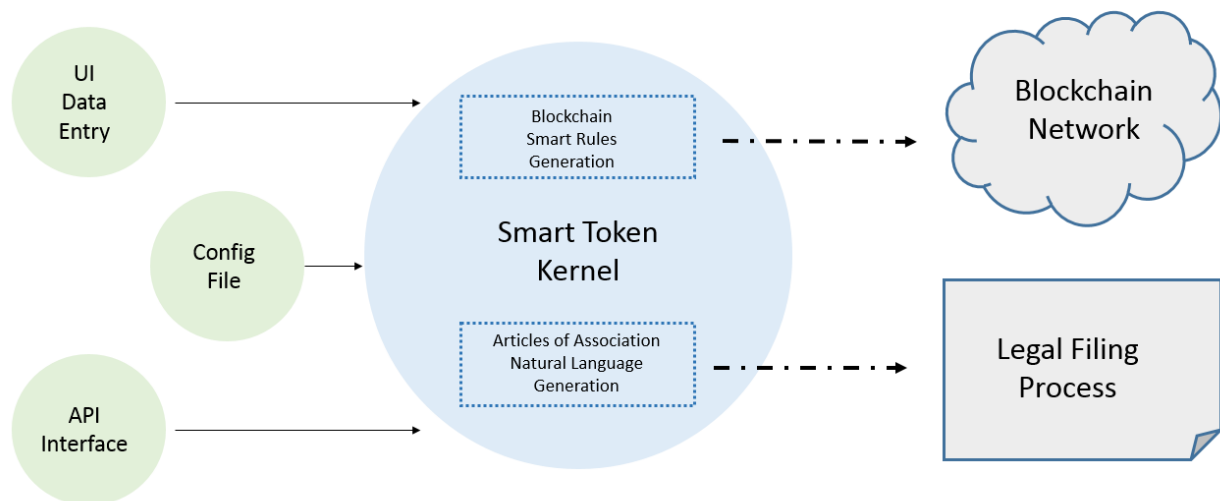 UI
Data
Entry
Config
File
API
Interface
Blockchain
Smart Rules
Generation
Smart Token
Kernel
Articles of Association
Natural Language
Generation
Blockchain
Network
Legal Filing
Process